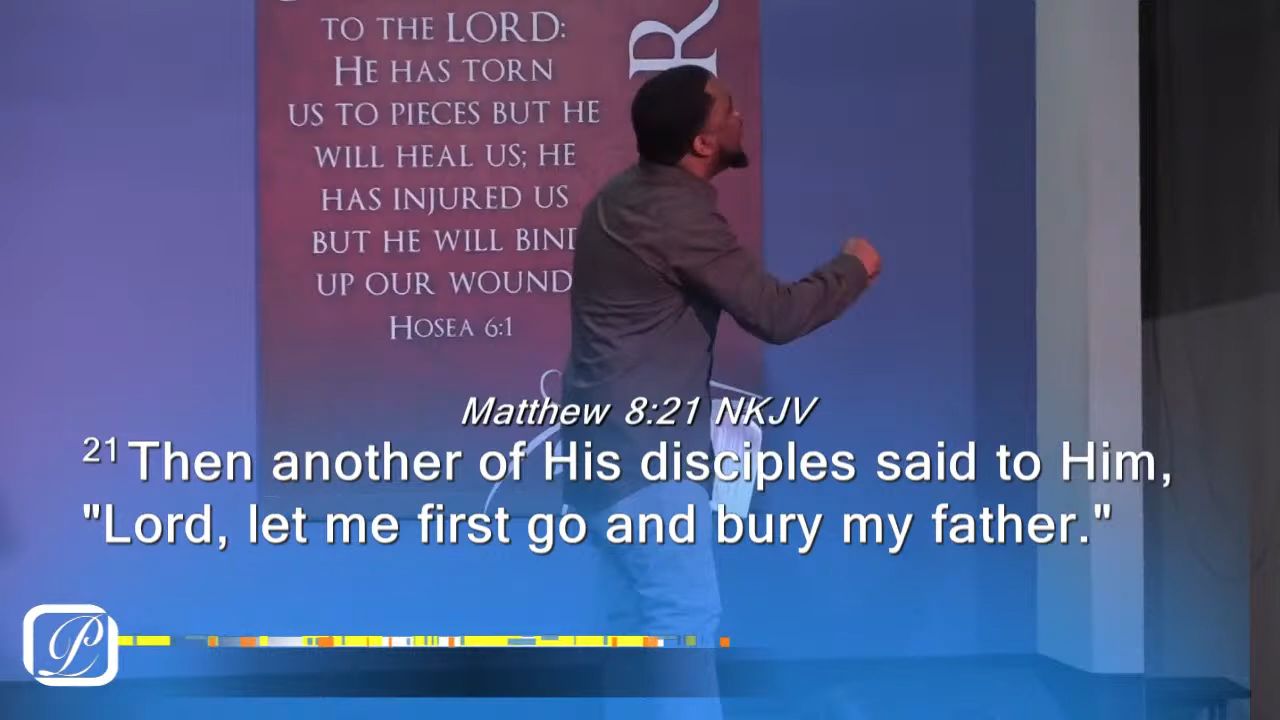 TO THE LORD:
HE HAS TORN
US TO PIECES BUT HE
WILL HEAL US; HE
HAS INJURED US
BUT HE WILL BIND
UP OUR WOUND
HOSEA 6:1
R
Matthew 8:21 NKJV
21 Then another of His disciples said to Him,
"Lord, let me first go and bury my father."
PL